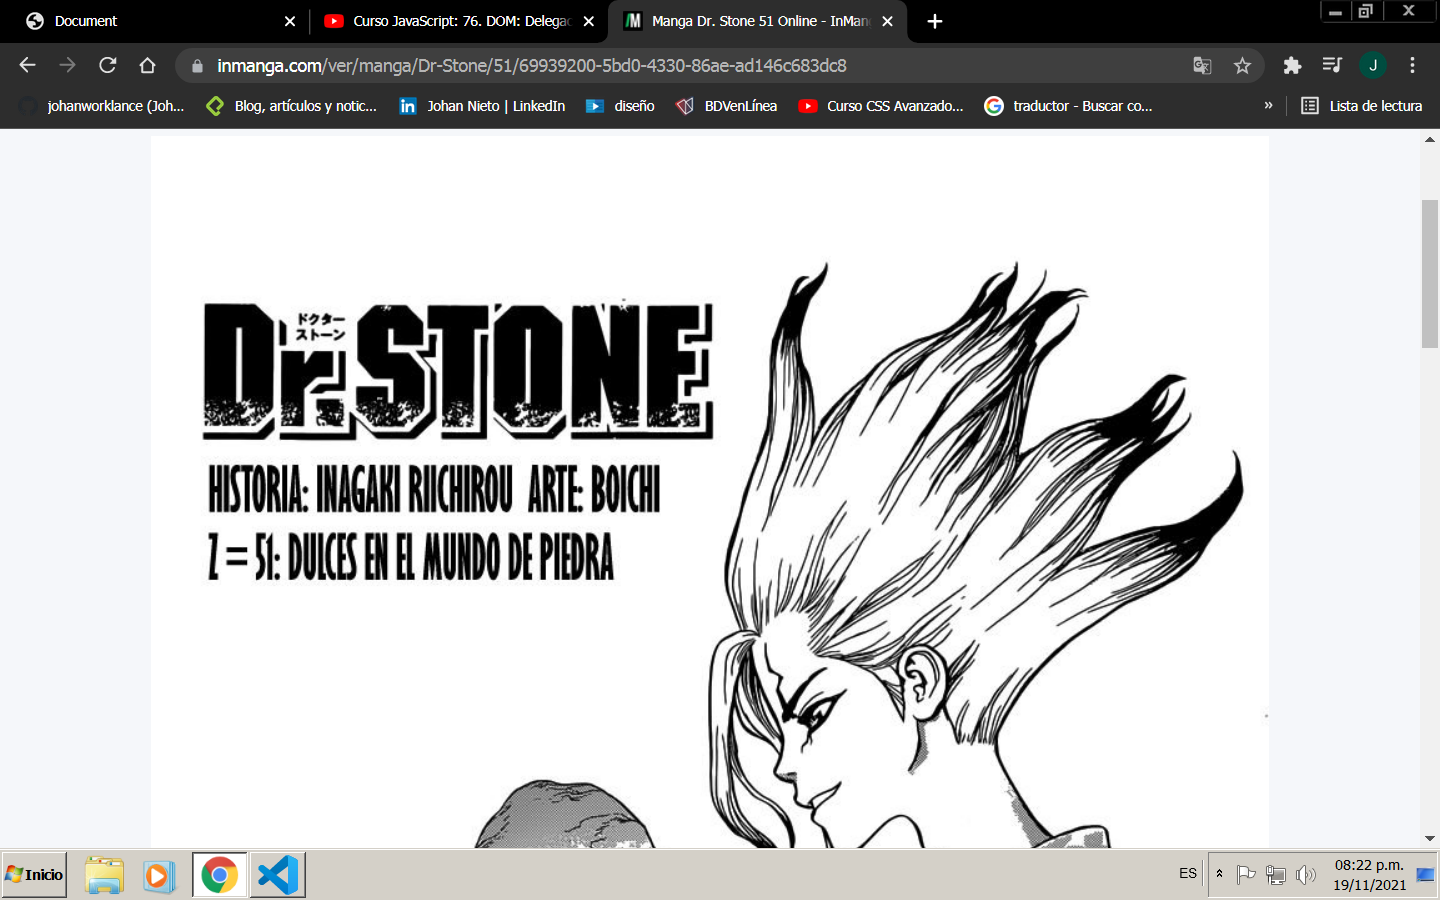 Document
Curso JavaScript: 76. DOM: Delega
Manga Dr. Stone 51 Online - InMan
inmanga.com/ver/manga/Dr-Stone/51/69939200-5bd0-4330-86ae-ad146c683dc8
J
johanworklance (Joh...
Blog, artículos y notic...
Johan Nieto | LinkedIn
diseño
BDVenLínea
Curso CSS Avanzado...
traductor - Buscar co...
»
Lista de lectura
Dr.STONE
ドクター
ストーン
HISTORIA: INAGAKI RIICHIROU ARTE: BOICHI
Z = 51: DULCES EN EL MUNDO DE PIEDRA
Inicio
ES
08:22 p.m.
19/11/2021